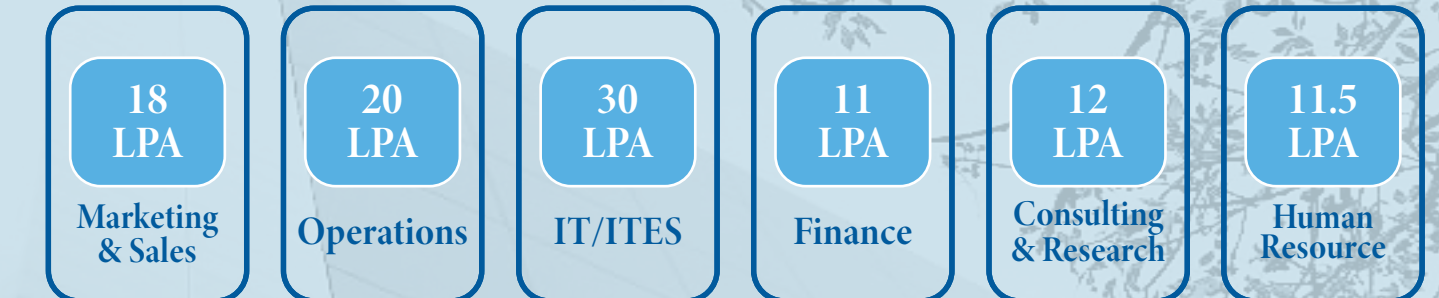 18
LPA
Marketing
& Sales
20
LPA
Operations
30
LPA
IT/ITES
11
LPA
Finance
12
LPA
Consulting
& Research
11.5
LPA
Human
Resource